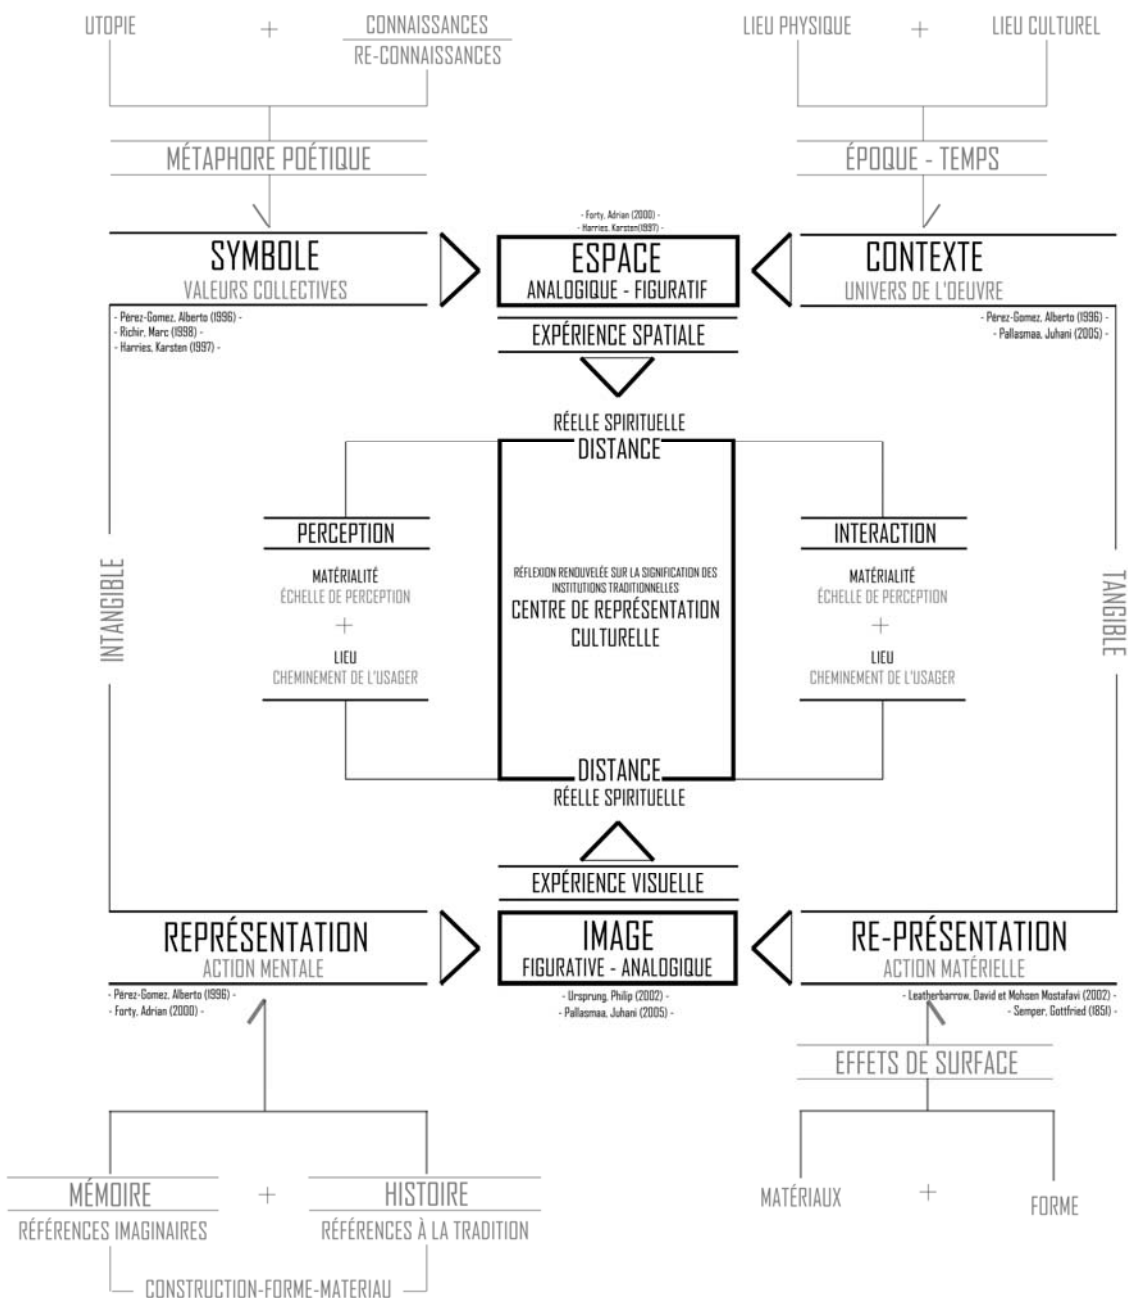 UTOPIE + CONNAISSANCES
RE-CONNAISSANCES
LIEU PHYSIQUE + LIEU CULTUREL
MÉTAPHORE POÉTIQUE
ÉPOQUE - TEMPS
- Forty, Adrian (2000) -
- Harries, Karsten(1997) -
SYMBOLE
VALEURS COLLECTIVES
ESPACE
ANALOGIQUE - FIGURATIF
CONTEXTE
UNIVERS DE L'OEUVRE
- Pérez-Gomez, Alberto (1996) -
- Richir, Marc (1998) -
- Harries, Karsten (1997) -
EXPÉRIENCE SPATIALE
- Pérez-Gomez, Alberto (1996) -
- Pallasmaa, Juhani (2005) -
RÉELLE SPIRITUELLE
DISTANCE
PERCEPTION
MATÉRIALITÉ
ÉCHELLE DE PERCEPTION
+
LIEU
CHEMINEMENT DE L'USAGER
INTANGIBLE
RÉFLEXION RENOUVELÉE SUR LA SIGNIFICATION DES
INSTITUTIONS TRADITIONNELLES
CENTRE DE REPRÉSENTATION
CULTURELLE
INTERACTION
MATÉRIALITÉ
ÉCHELLE DE PERCEPTION
+
LIEU
CHEMINEMENT DE L'USAGER
TANGIBLE
DISTANCE
RÉELLE SPIRITUELLE
EXPÉRIENCE VISUELLE
REPRÉSENTATION
ACTION MENTALE
IMAGE
FIGURATIVE - ANALOGIQUE
RE-PRÉSENTATION
ACTION MATÉRIELLE
- Pérez-Gomez, Alberto (1996) -
- Forty, Adrian (2000) -
- Ursprung, Philip (2002) -
- Pallasmaa, Juhani (2005) -
- Leatherbarrow, David et Mohsen Mostafavi (2002) -
- Semper, Gottfried (1851) -
EFFETS DE SURFACE
MÉMOIRE + HISTOIRE
RÉFÉRENCES IMAGINAIRES
RÉFÉRENCES À LA TRADITION
MATÉRIAUX + FORME
CONSTRUCTION-FORME-MATERIAU